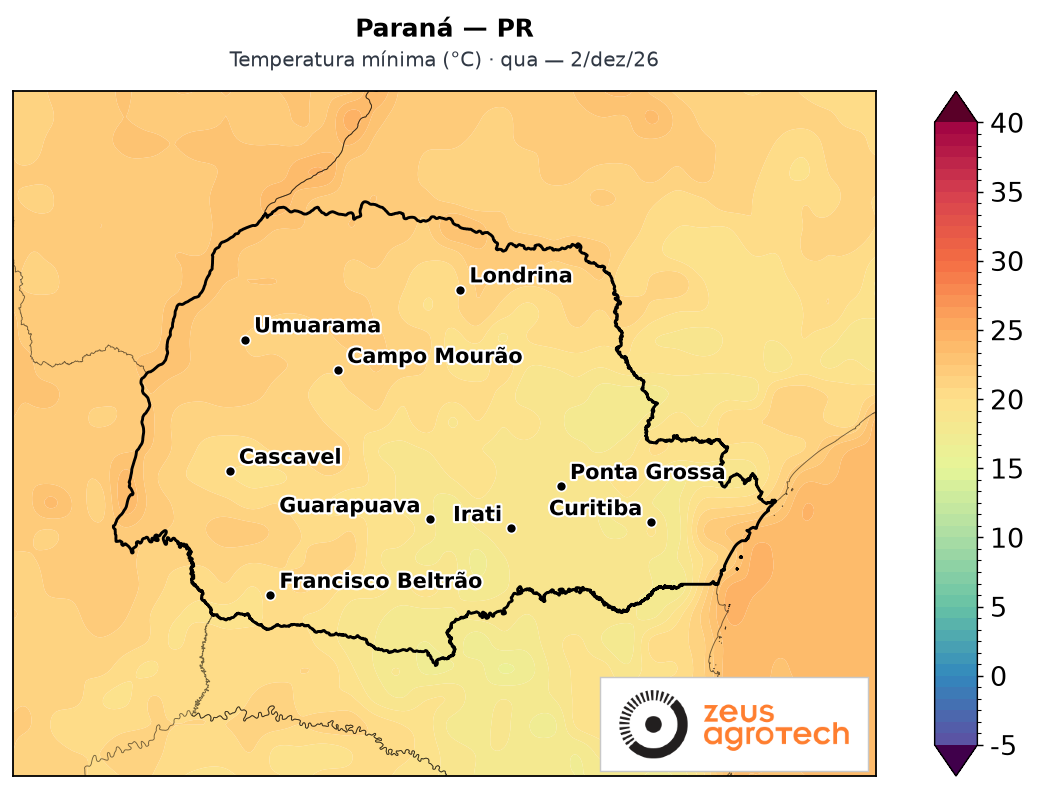 Paraná — PR
Temperatura mínima (°C) · qua — 2/dez/26
Londrina
Umuarama
Campo Mourão
Cascavel
Ponta Grossa
Guarapuava
Irati
Curitiba
Francisco Beltrão
zeus
agrotech
40
35
30
25
20
15
10
5
0
-5